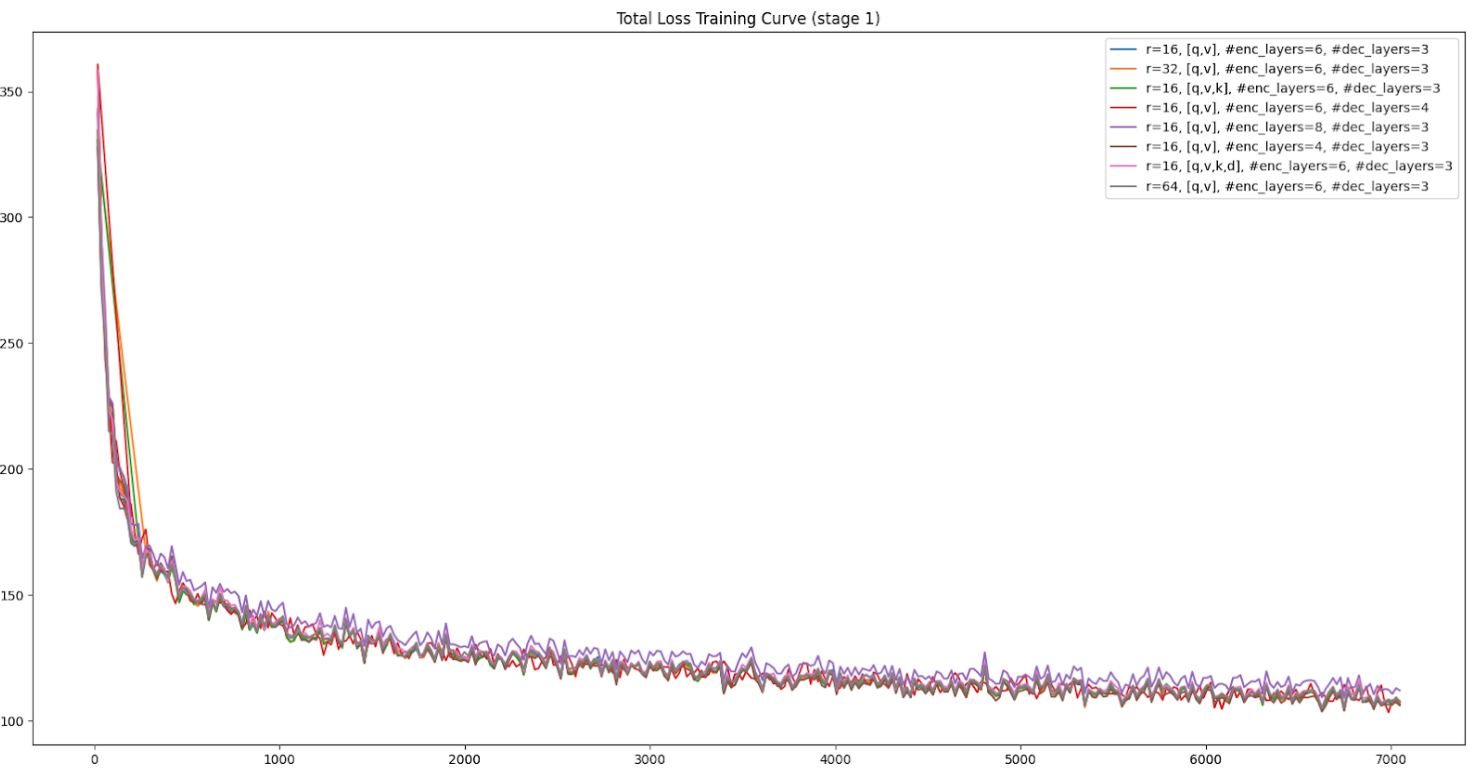 Total Loss Training Curve (stage 1)
r=16, [q,v], #enc_layers=6, #dec_layers=3
r=32, [q,v], #enc_layers=6, #dec_layers=3
r=16, [q,v,k], #enc_layers=6, #dec_layers=3
r=16, [q,v], #enc_layers=6, #dec_layers=4
r=16, [q,v], #enc_layers=8, #dec_layers=3
r=16, [q,v], #enc_layers=4, #dec_layers=3
r=16, [q,v,k,d], #enc_layers=6, #dec_layers=3
r=64, [q,v], #enc_layers=6, #dec_layers=3
350
300
250
200
150
100
0 1000 2000 3000 4000 5000 6000 7000